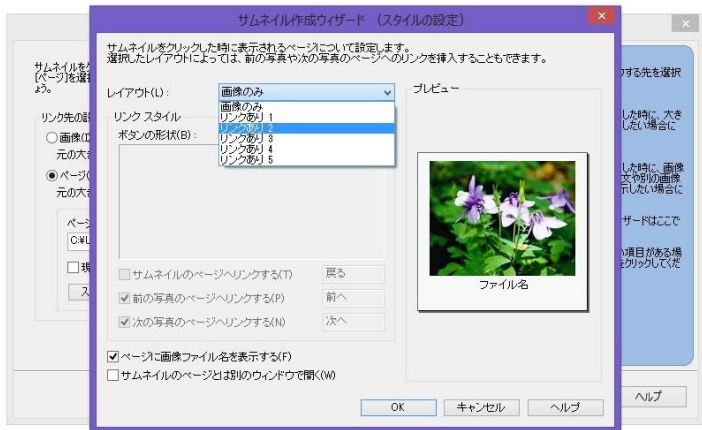 サムネイル作成ウィザード （スタイルの設定）
サムネイルをクリックした時に表示されるページについて設定します。
選択したレイアウトによっては、前の写真や次の写真のページへのリンクを挿入することもできます。
レイアウト(L)：
画像のみ
画像のみ
リンクあり 1
リンクあり 2
リンクあり 3
リンクあり 4
リンクあり 5
リンク スタイル
ボタンの形状(B)：
サムネイルのページへリンクする(T)
戻る
前の写真のページへリンクする(P)
前へ
次の写真のページへリンクする(N)
次へ
ページに画像ファイル名を表示する(F)
サムネイルのページとは別のウィンドウで開く(W)
プレビュー
ファイル名
OK
キャンセル
ヘルプ
サムネイルを
[ページ]を選
ょう。
リンク先の
画像(
元の大
ページ(
元の大
ページ
C:¥L
現
ス
する先を選択
した時に、大き
したい場合に
した時に、画像
文や別の画像
示したい場合に
ザードはここで
い項目がある場
をクリックしてくだ
ヘルプ